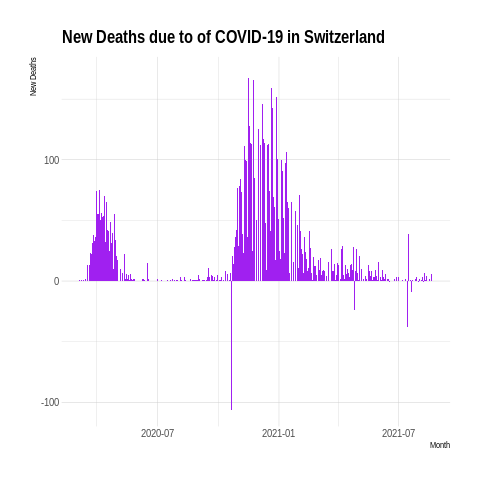 New Deaths due to of COVID-19 in Switzerland
New Deaths
100
0
-100
2020-07
2021-01
2021-07
Month